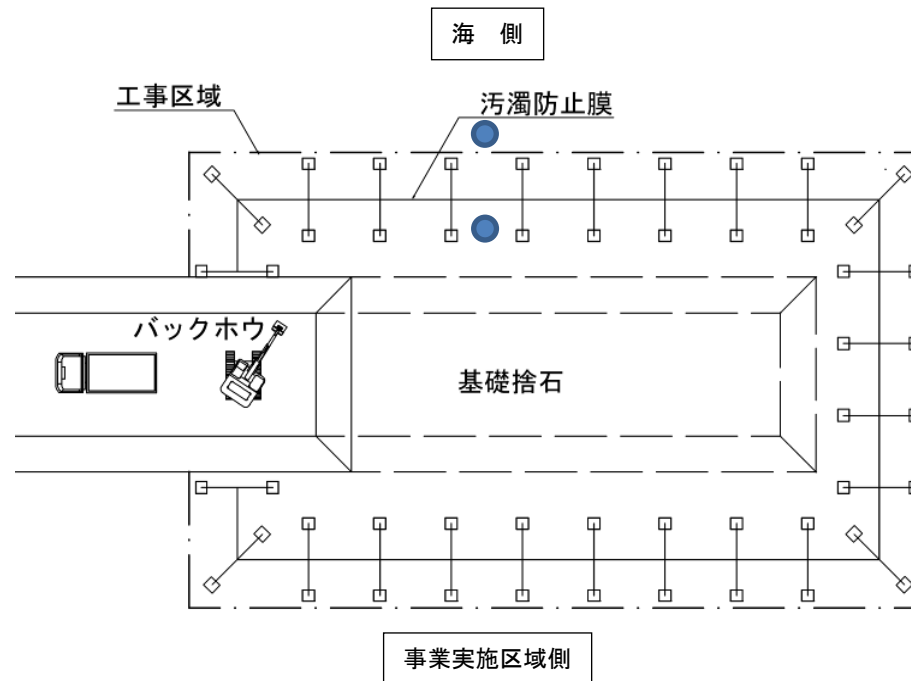 海 側
工事区域
汚濁防止膜
バックホウ
基礎捨石
事業実施区域側